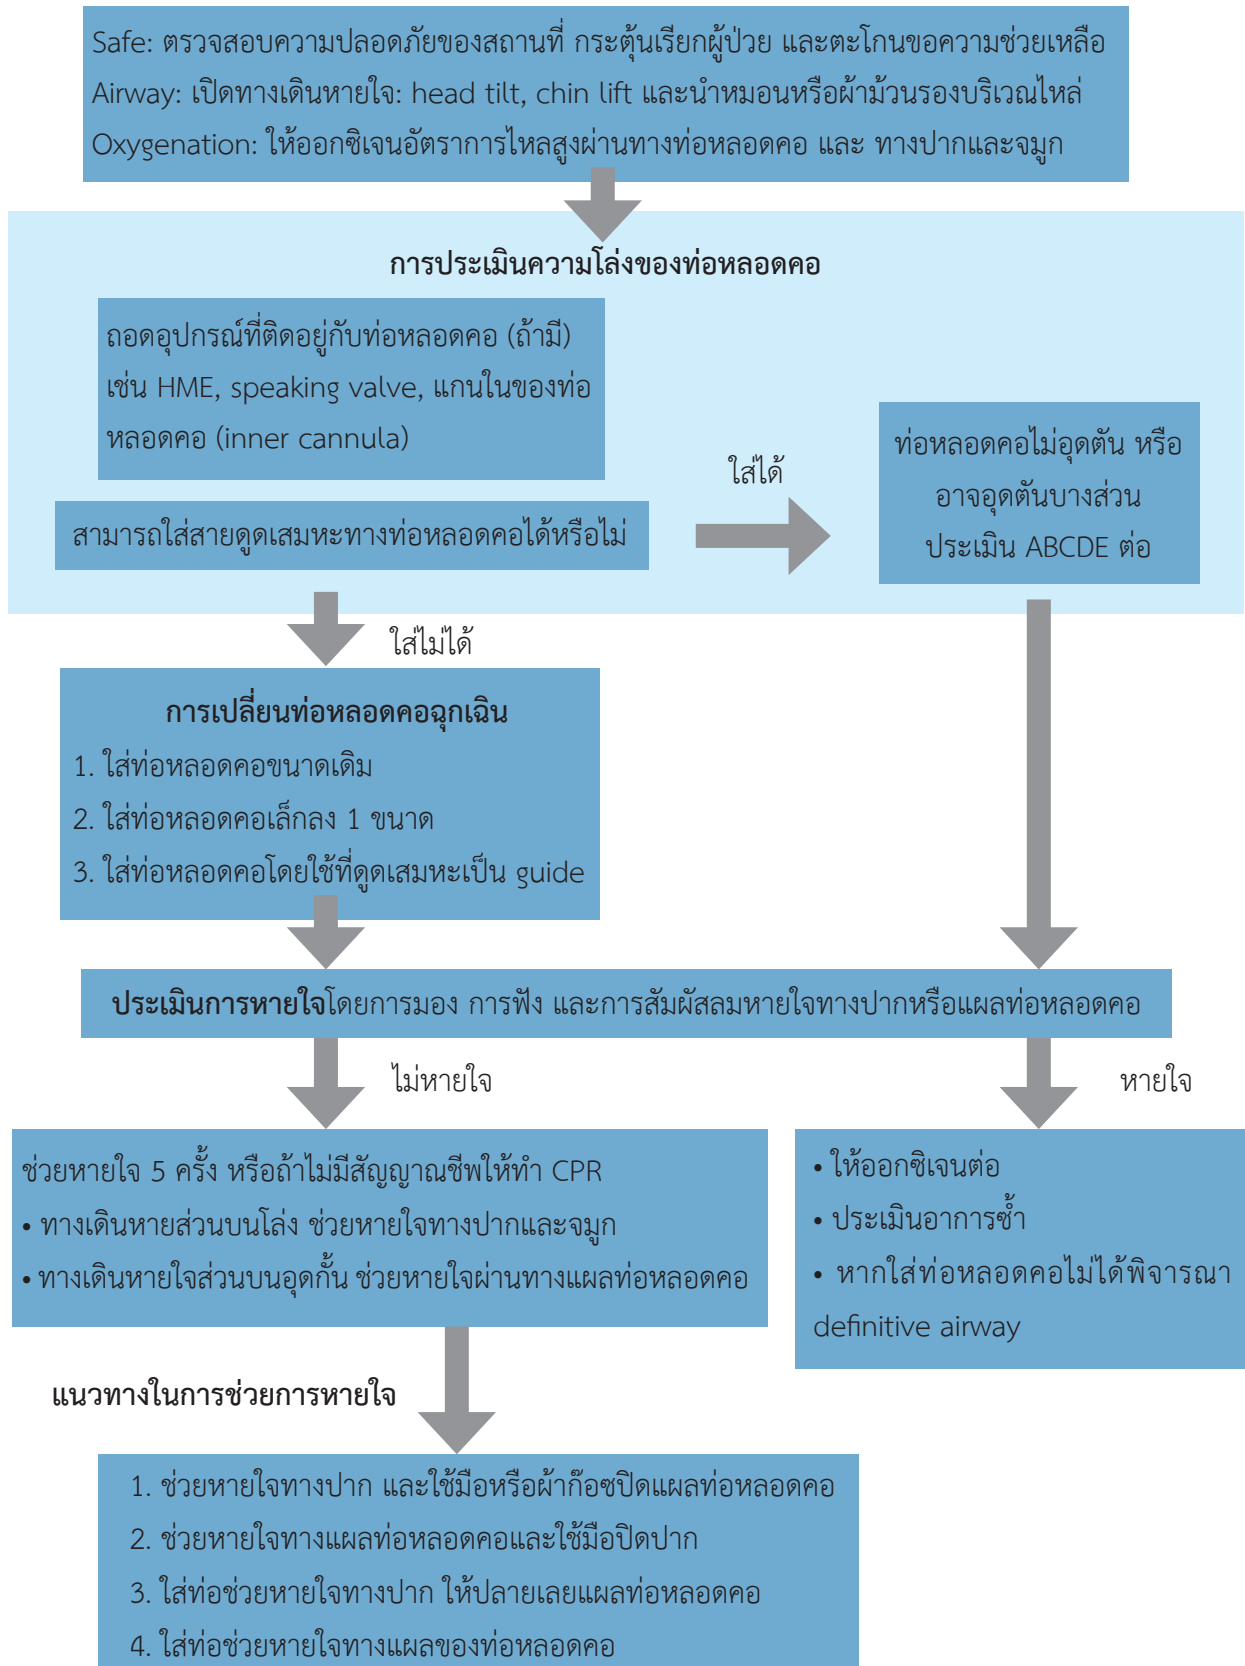 Safe: ตรวจสอบความปลอดภัยของสถานที่ กระตุ้นเรียกผู้ป่วย และตะโกนขอความช่วยเหลือ
Airway: เปิดทางเดินหายใจ: head tilt, chin lift และนำหมอนหรือผ้าม้วนรองบริเวณไหล่
Oxygenation: ให้ออกซิเจนอัตราการไหลสูงผ่านทางท่อหลอดคอ และ ทางปากและจมูก
การประเมินความโล่งของท่อหลอดคอ
ถอดอุปกรณ์ที่ติดอยู่กับท่อหลอดคอ (ถ้ามี)
เช่น HME, speaking valve, แกนในของท่อ
หลอดคอ (inner cannula)
สามารถใส่สายดูดเสมหะทางท่อหลอดคอได้หรือไม่
ใส่ได้
ท่อหลอดคอไม่อุดตัน หรือ
อาจอุดตันบางส่วน
ประเมิน ABCDE ต่อ
ใส่ไม่ได้
การเปลี่ยนท่อหลอดคอฉุกเฉิน
1. ใส่ท่อหลอดคอขนาดเดิม
2. ใส่ท่อหลอดคอเล็กลง 1 ขนาด
3. ใส่ท่อหลอดคอโดยใช้ที่ดูดเสมหะเป็น guide
ประเมินการหายใจโดยการมอง การฟัง และการสัมผัสลมหายใจทางปากหรือแผลท่อหลอดคอ
ไม่หายใจ
หายใจ
ช่วยหายใจ 5 ครั้ง หรือถ้าไม่มีสัญญาณชีพให้ทำ CPR
• ทางเดินหายส่วนบนโล่ง ช่วยหายใจทางปากและจมูก
• ทางเดินหายใจส่วนบนอุดกั้น ช่วยหายใจผ่านทางแผลท่อหลอดคอ
• ให้ออกซิเจนต่อ
• ประเมินอาการซ้ำ
• หากใส่ท่อหลอดคอไม่ได้พิจารณา
definitive airway
แนวทางในการช่วยการหายใจ
1. ช่วยหายใจทางปาก และใช้มือหรือผ้าก๊อซปิดแผลท่อหลอดคอ
2. ช่วยหายใจทางแผลท่อหลอดคอและใช้มือปิดปาก
3. ใส่ท่อช่วยหายใจทางปาก ให้ปลายเลยแผลท่อหลอดคอ
4. ใส่ท่อช่วยหายใจทางแผลของท่อหลอดคอ